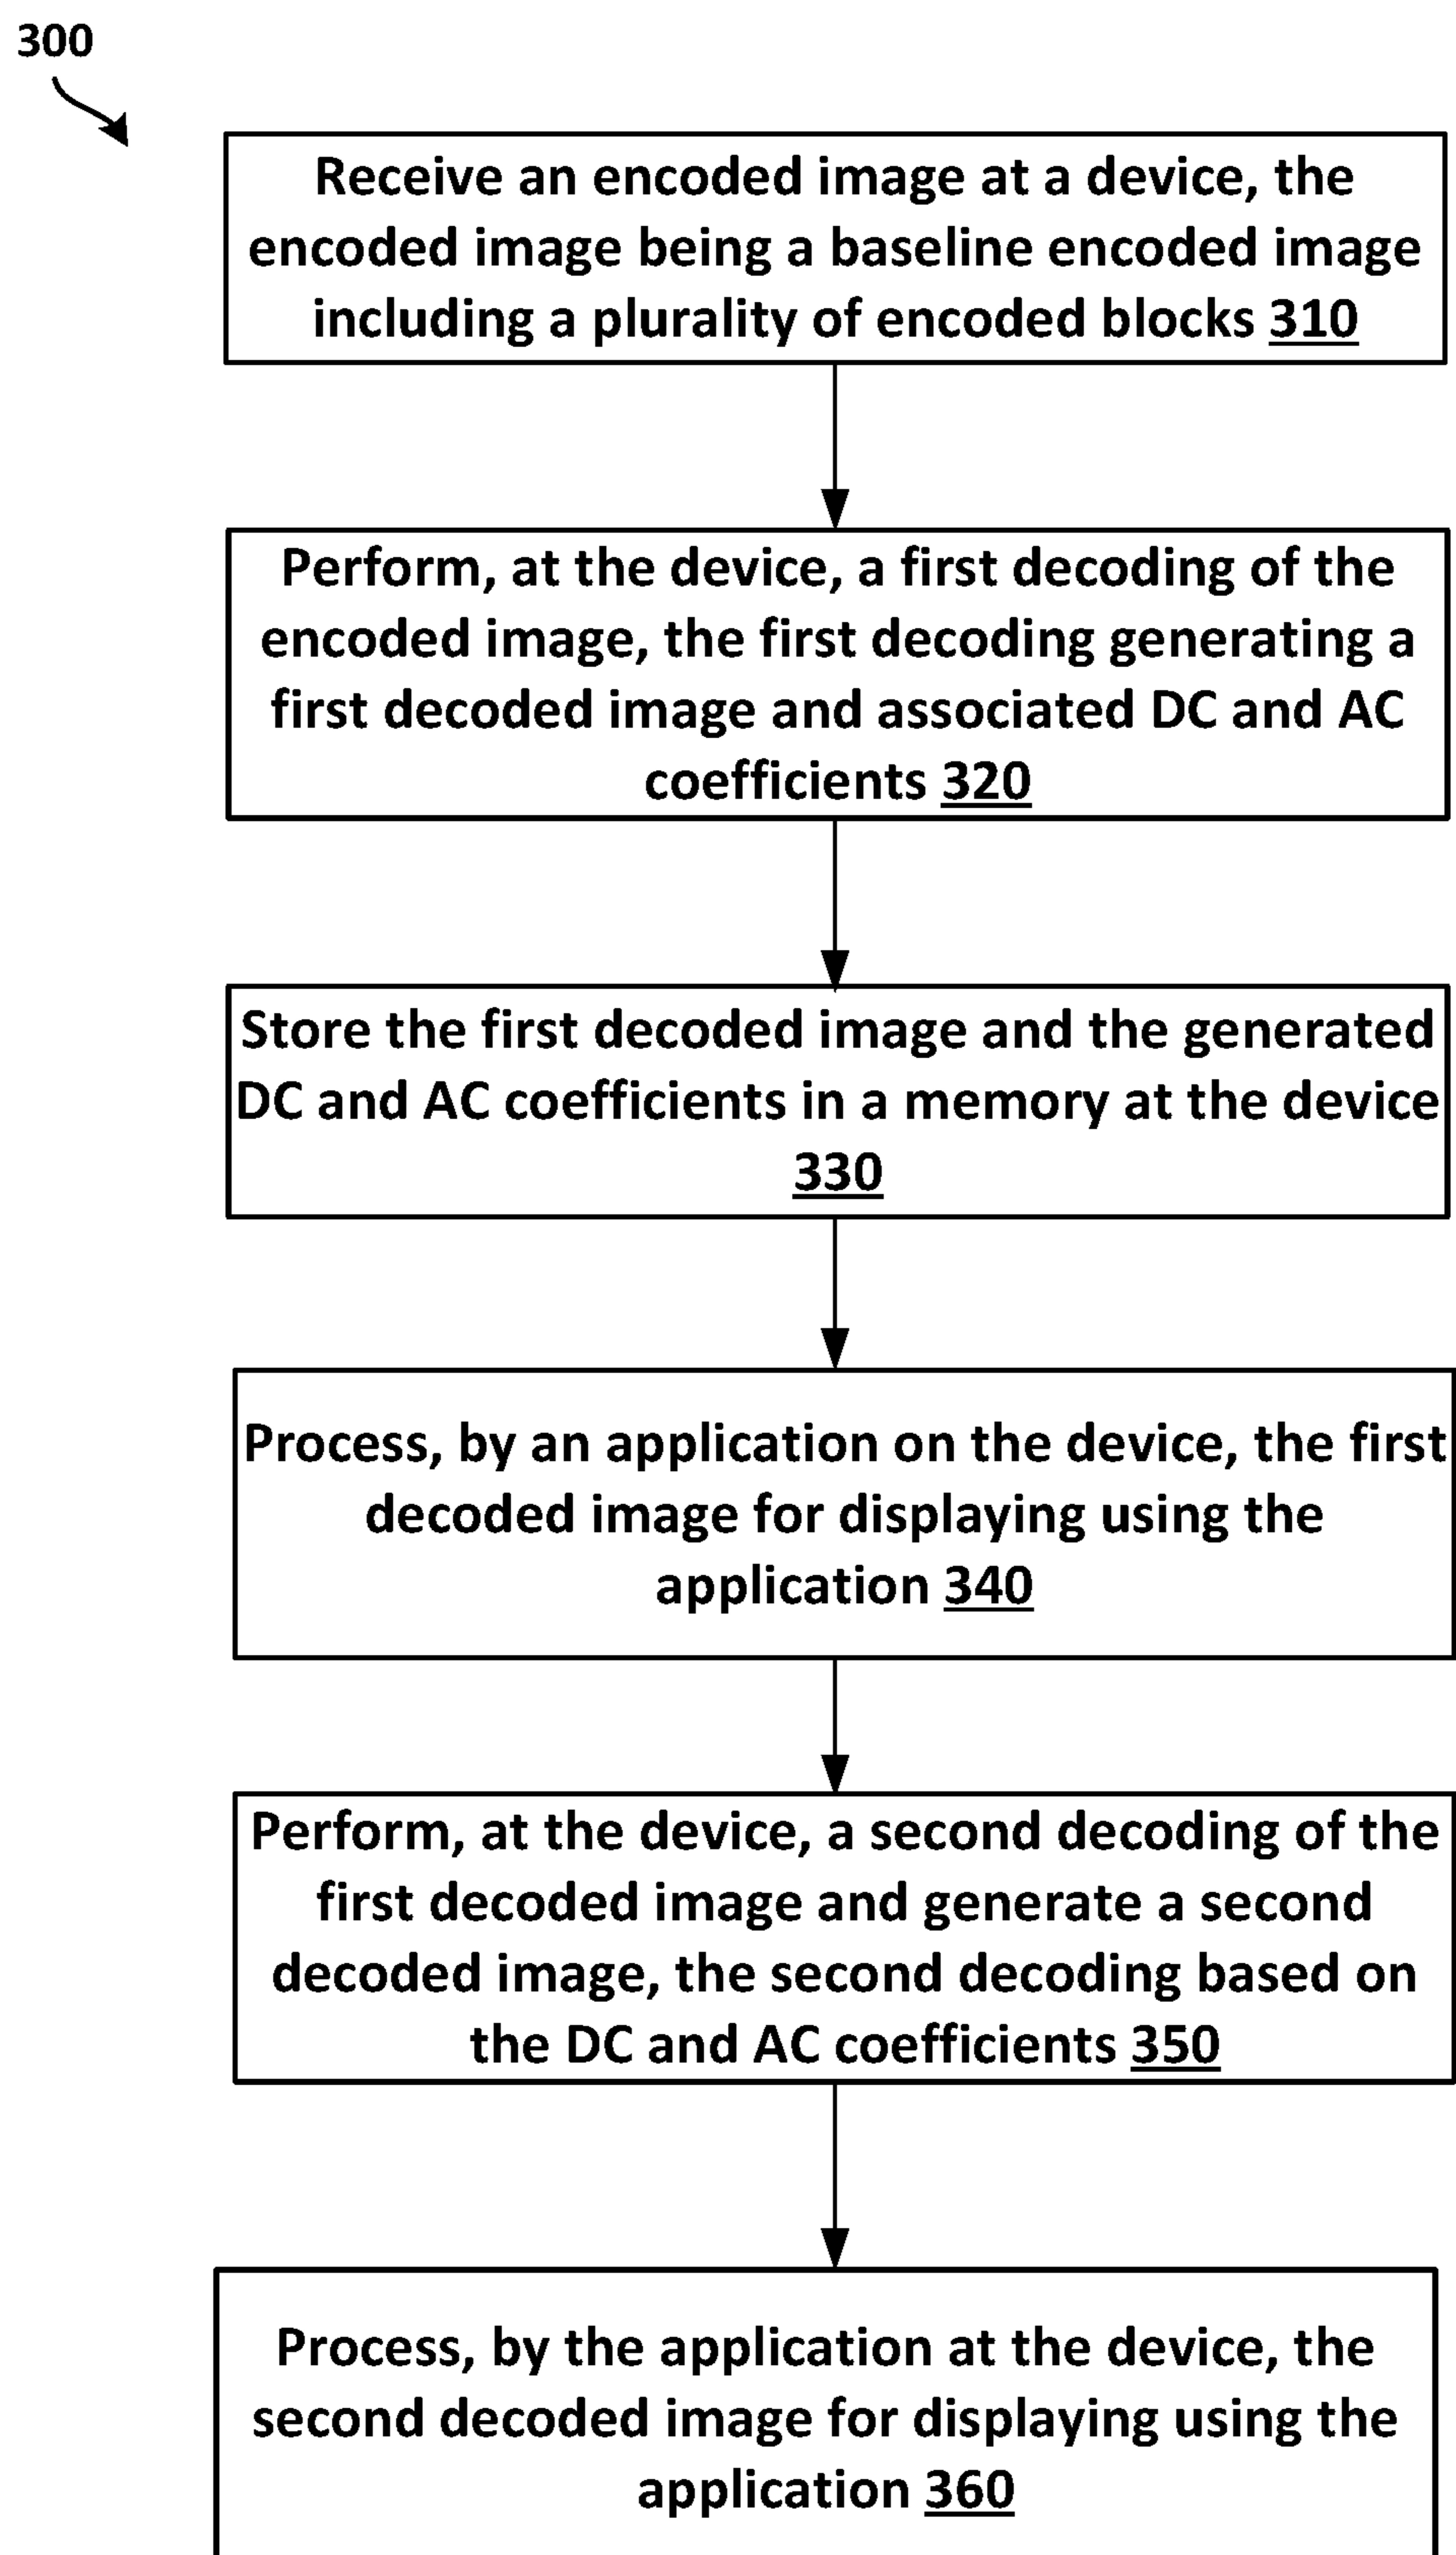 300
Receive an encoded image at a device, the
encoded image being a baseline encoded image
including a plurality of encoded blocks 310
Perform, at the device, a first decoding of the
encoded image, the first decoding generating a
first decoded image and associated DC and AC
coefficients 320
Store the first decoded image and the generated
DC and AC coefficients in a memory at the device
330
Process, by an application on the device, the first
decoded image for displaying using the
application 340
Perform, at the device, a second decoding of the
first decoded image and generate a second
decoded image, the second decoding based on
the DC and AC coefficients 350
Process, by the application at the device, the
second decoded image for displaying using the
application 360